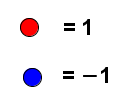 = 1
= −1